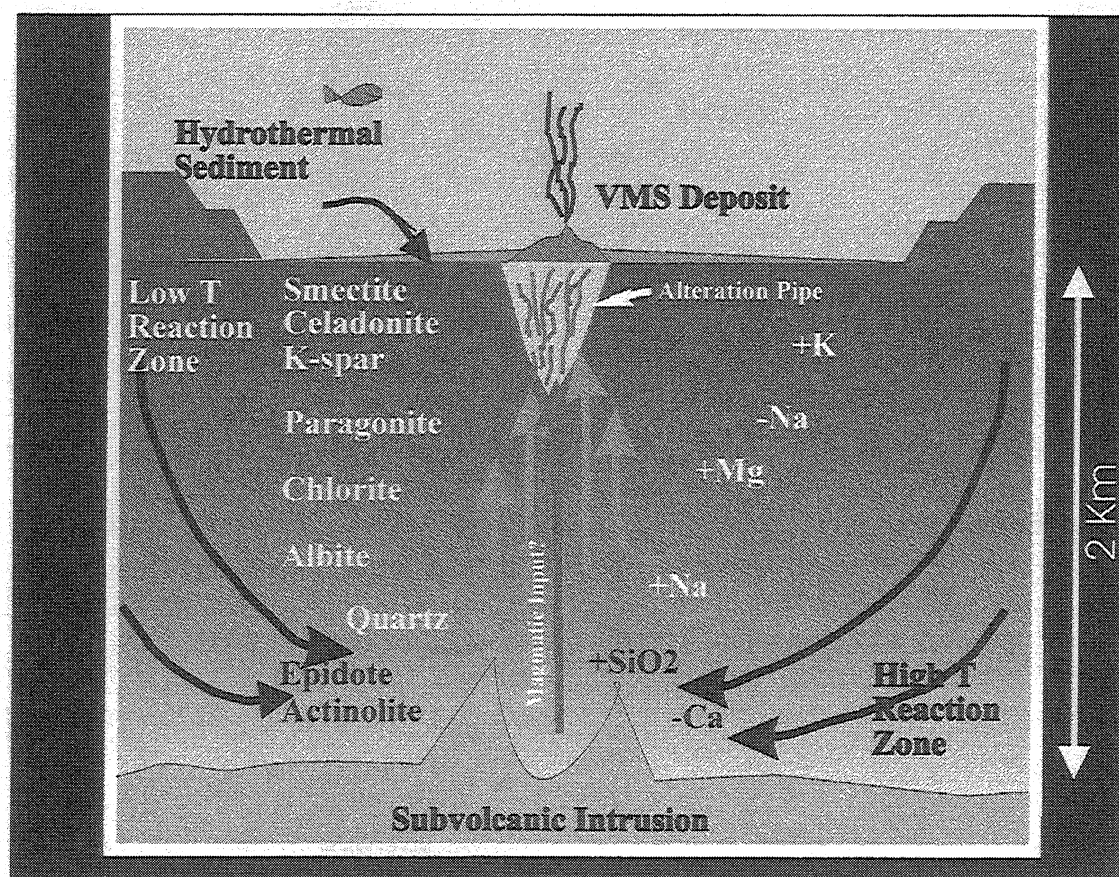 Hydrothermal
Sediment
VMS Deposit
Low T
Reaction
Zone
Smectite
Celadonite
K-spar
Paragonite
Chlorite
Albite
Quartz
Epidote
Actinolite
Alteration Pipe
+K
-Na
+Mg
+Na
+SiO2
-Ca
Magmatic Input?
High T
Reaction
Zone
2 Km
Subvolcanic Intrusion